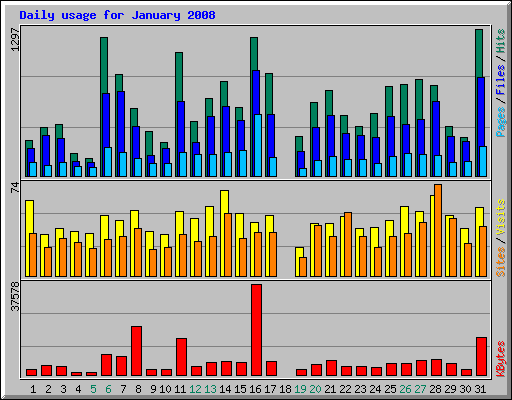 Daily usage for January 2008
1297
Pages / Files / Hits
74
Sites / Visits
37578
KBytes
1 2 3 4 5 6 7 8 9 10 11 12 13 14 15 16 17 18 19 20 21 22 23 24 25 26 27 28 29 30 31